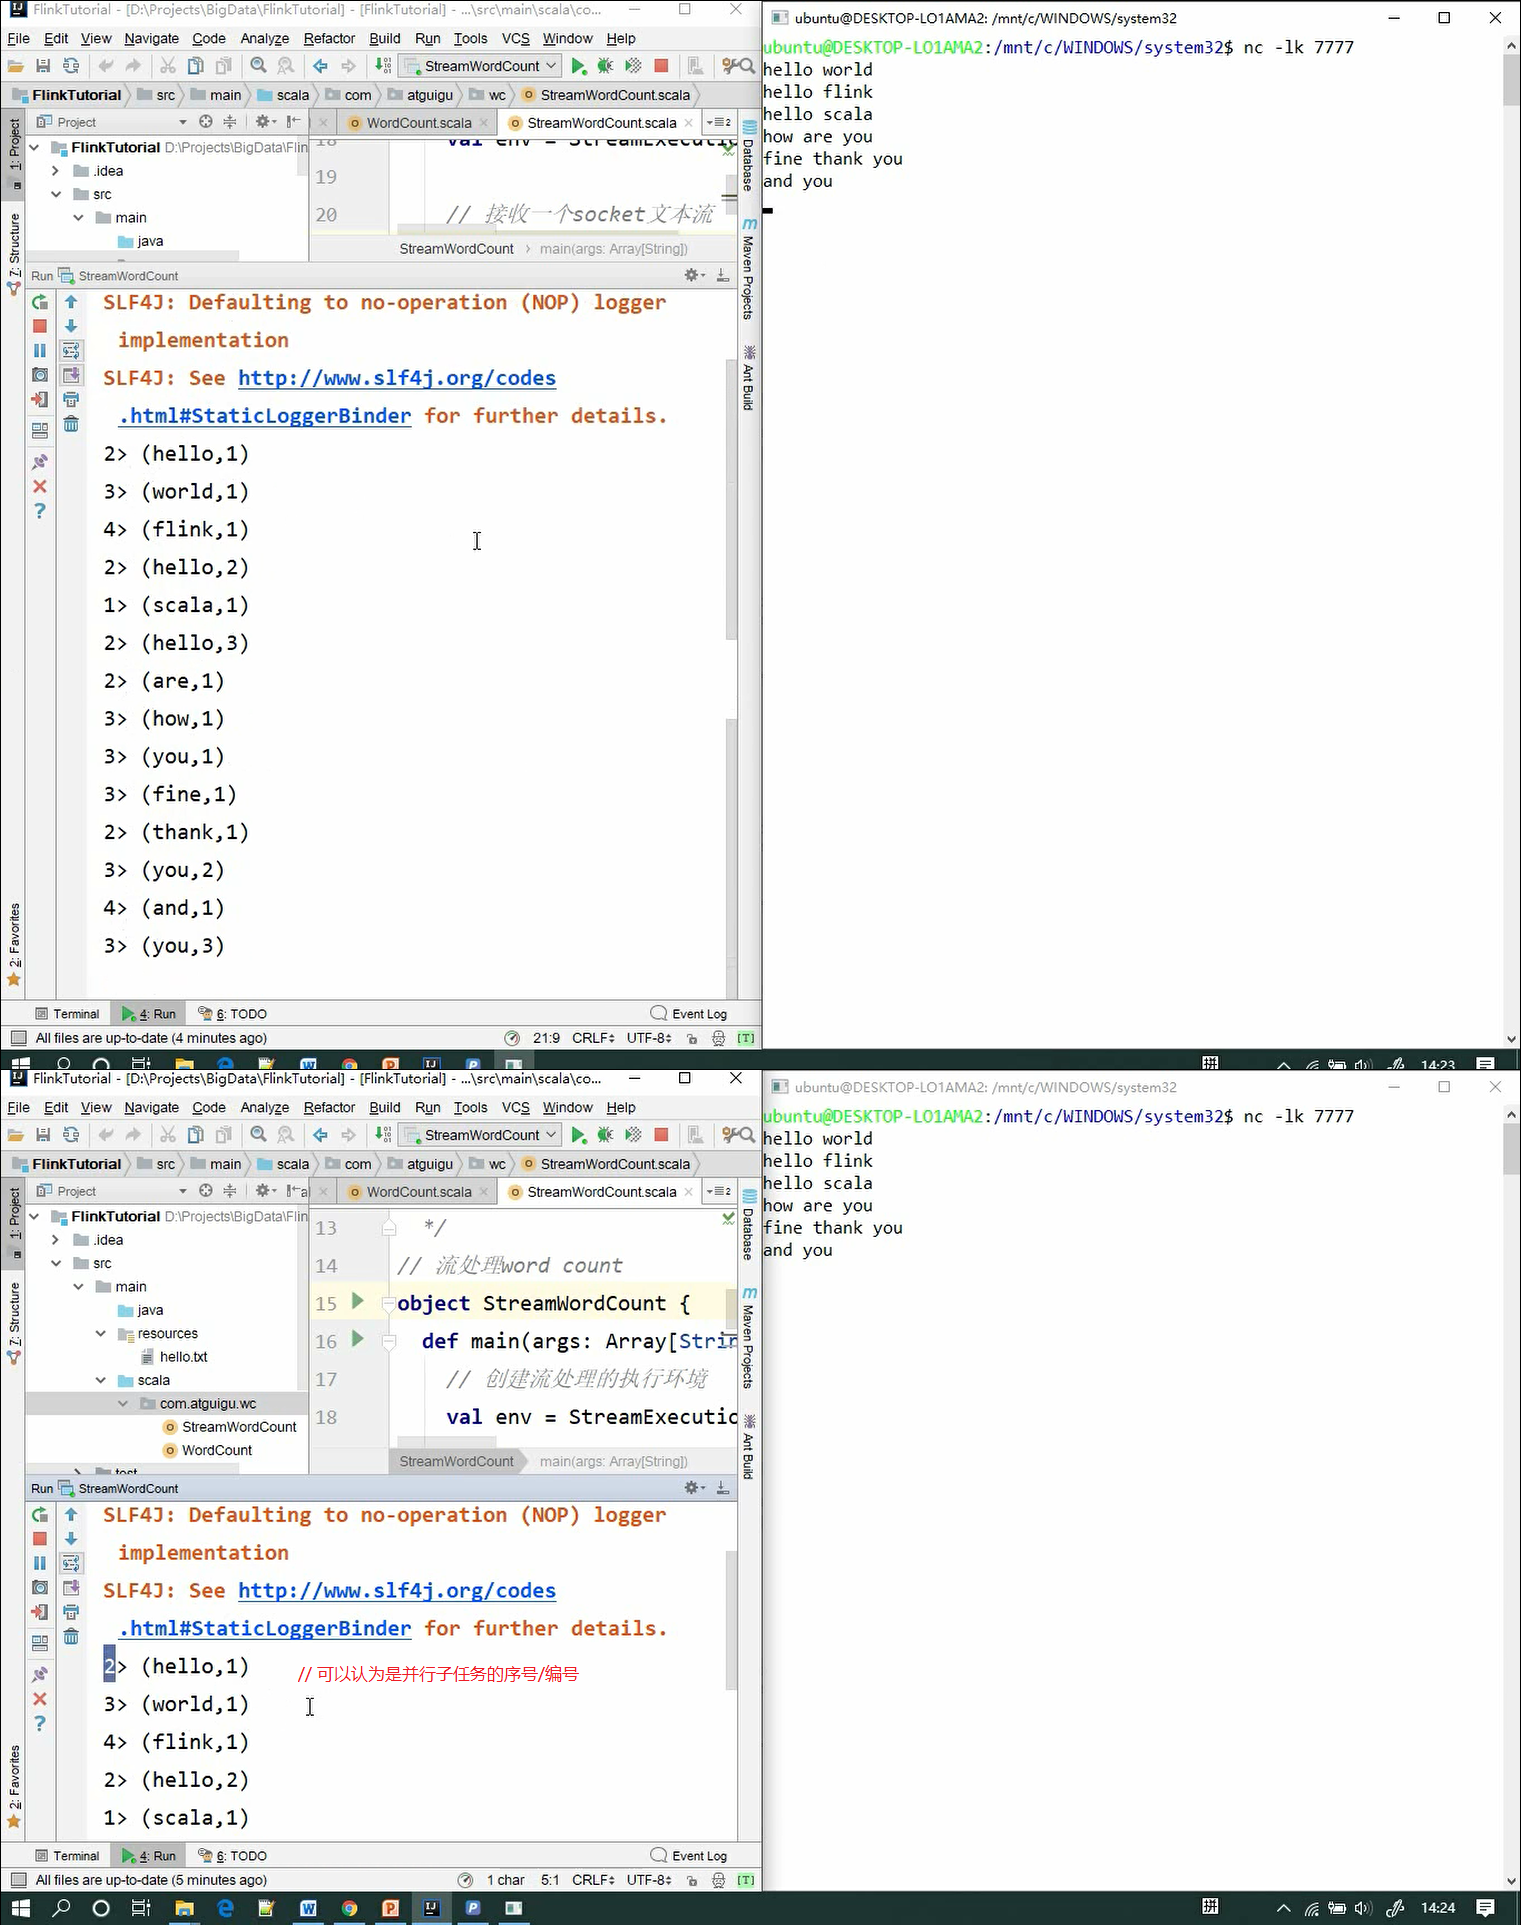 FlinkTutorial - [D:\Projects\BigData\FlinkTutorial] - [FlinkTutorial] - ...\src\main\scala\co...
File Edit View Navigate Code Analyze Refactor Build Run Tools VCS Window Help
StreamWordCount
FlinkTutorial src main scala com atguigu wc StreamWordCount.scala
Project WordCount.scala StreamWordCount.scala
FlinkTutorial D:\Projects\BigData\Flin
.idea
src
main
java
18 val env = StreamExecutio
19
20 // 接收一个socket文本流
StreamWordCount main(args: Array[String])
1: Project
7: Structure
2: Favorites
Database
Maven Projects
Ant Build
Run StreamWordCount
SLF4J: Defaulting to no-operation (NOP) logger
implementation
SLF4J: See http://www.slf4j.org/codes
.html#StaticLoggerBinder for further details.
2> (hello,1)
3> (world,1)
4> (flink,1)
2> (hello,2)
1> (scala,1)
2> (hello,3)
2> (are,1)
3> (how,1)
3> (you,1)
3> (fine,1)
2> (thank,1)
3> (you,2)
4> (and,1)
3> (you,3)
Terminal 4: Run 6: TODO Event Log
All files are up-to-date (4 minutes ago) 21:9 CRLF UTF-8 [T]
ubuntu@DESKTOP-LO1AMA2: /mnt/c/WINDOWS/system32
ubuntu@DESKTOP-LO1AMA2:/mnt/c/WINDOWS/system32$ nc -lk 7777
hello world
hello flink
hello scala
how are you
fine thank you
and you
拼 14:23
FlinkTutorial - [D:\Projects\BigData\FlinkTutorial] - [FlinkTutorial] - ...\src\main\scala\co...
File Edit View Navigate Code Analyze Refactor Build Run Tools VCS Window Help
StreamWordCount
FlinkTutorial src main scala com atguigu wc StreamWordCount.scala
Project WordCount.scala StreamWordCount.scala
FlinkTutorial D:\Projects\BigData\Flin
.idea
src
main
java
resources
hello.txt
scala
com.atguigu.wc
StreamWordCount
WordCount
test
13 */
14 // 流处理word count
15 object StreamWordCount {
16 def main(args: Array[Strin
17 // 创建流处理的执行环境
18 val env = StreamExecutio
StreamWordCount main(args: Array[String])
1: Project
7: Structure
2: Favorites
Database
Maven Projects
Ant Build
Run StreamWordCount
SLF4J: Defaulting to no-operation (NOP) logger
implementation
SLF4J: See http://www.slf4j.org/codes
.html#StaticLoggerBinder for further details.
2> (hello,1) // 可以认为是并行子任务的序号/编号
3> (world,1)
4> (flink,1)
2> (hello,2)
1> (scala,1)
Terminal 4: Run 6: TODO Event Log
All files are up-to-date (5 minutes ago) 1 char 5:1 CRLF UTF-8 [T]
ubuntu@DESKTOP-LO1AMA2: /mnt/c/WINDOWS/system32
ubuntu@DESKTOP-LO1AMA2:/mnt/c/WINDOWS/system32$ nc -lk 7777
hello world
hello flink
hello scala
how are you
fine thank you
and you
拼 14:24